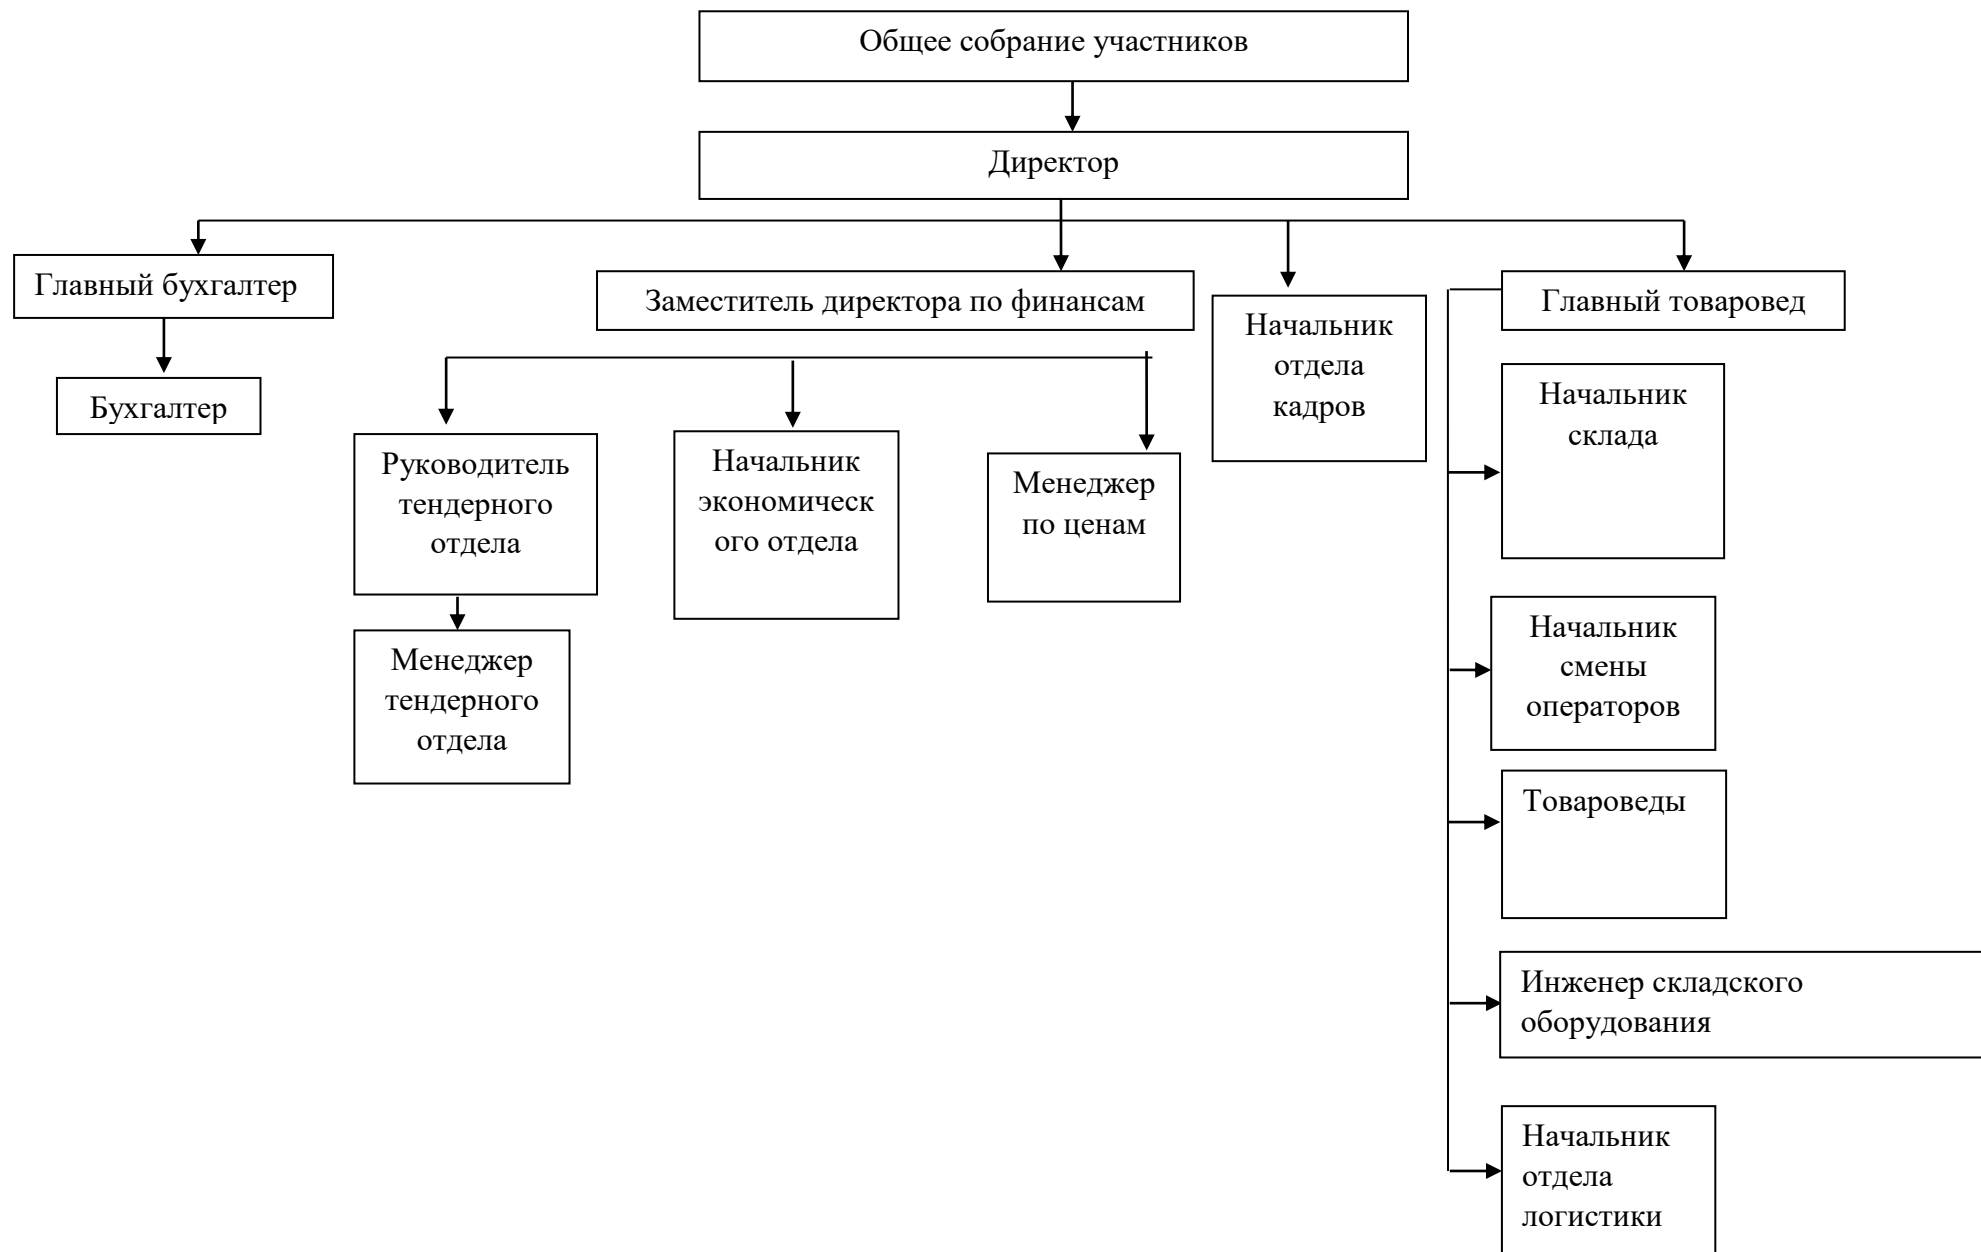 Общее собрание участников
Директор
Главный бухгалтер
Бухгалтер
Заместитель директора по финансам
Руководитель
тендерного
отдела
Менеджер
тендерного
отдела
Начальник
экономическ
ого отдела
Менеджер
по ценам
Начальник
отдела
кадров
Главный товаровед
Начальник
склада
Начальник
смены
операторов
Товароведы
Инженер складского
оборудования
Начальник
отдела
логистики